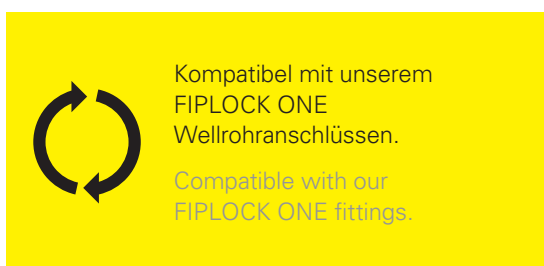 Kompatibel mit unserem
FIPLOCK ONE
Wellrohranschlüssen.
Compatible with our
FIPLOCK ONE fittings.